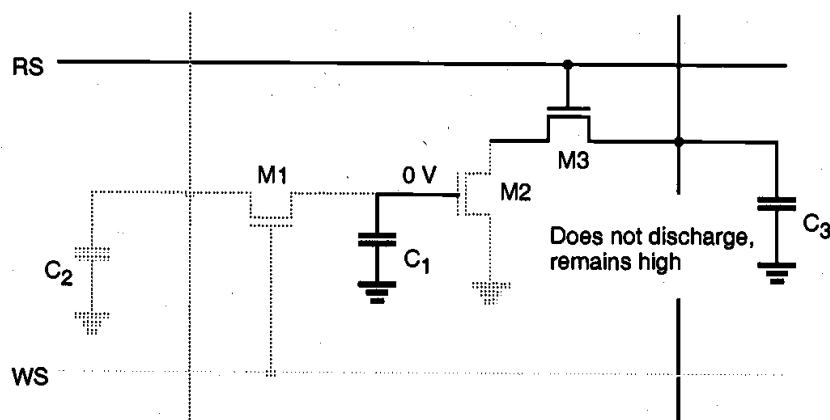 RS
M1
0 V
M2
M3
C2
C1
C3
Does not discharge,
remains high
WS